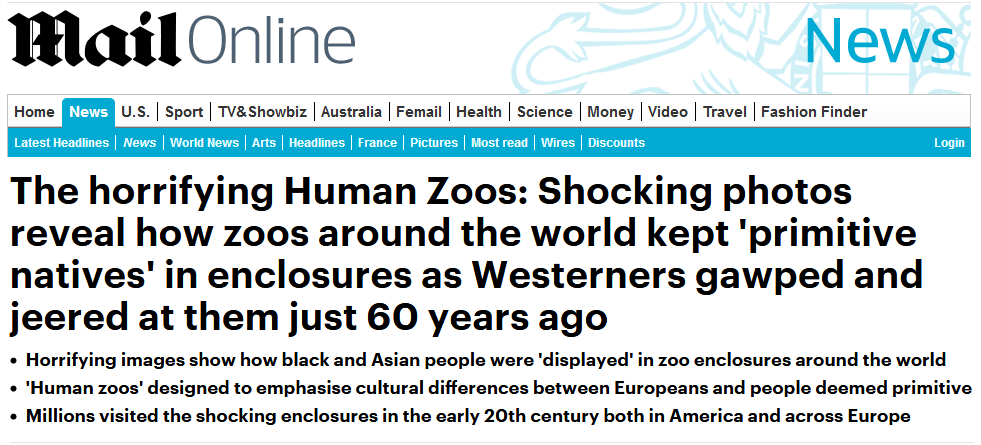 Mail Online
News
Home News U.S. Sport TV&Showbiz Australia Femail Health Science Money Video Travel Fashion Finder
Latest Headlines News World News Arts Headlines France Pictures Most read Wires Discounts Login
The horrifying Human Zoos: Shocking photos
reveal how zoos around the world kept 'primitive
natives' in enclosures as Westerners gawped and
jeered at them just 60 years ago
• Horrifying images show how black and Asian people were 'displayed' in zoo enclosures around the world
• 'Human zoos' designed to emphasise cultural differences between Europeans and people deemed primitive
• Millions visited the shocking enclosures in the early 20th century both in America and across Europe